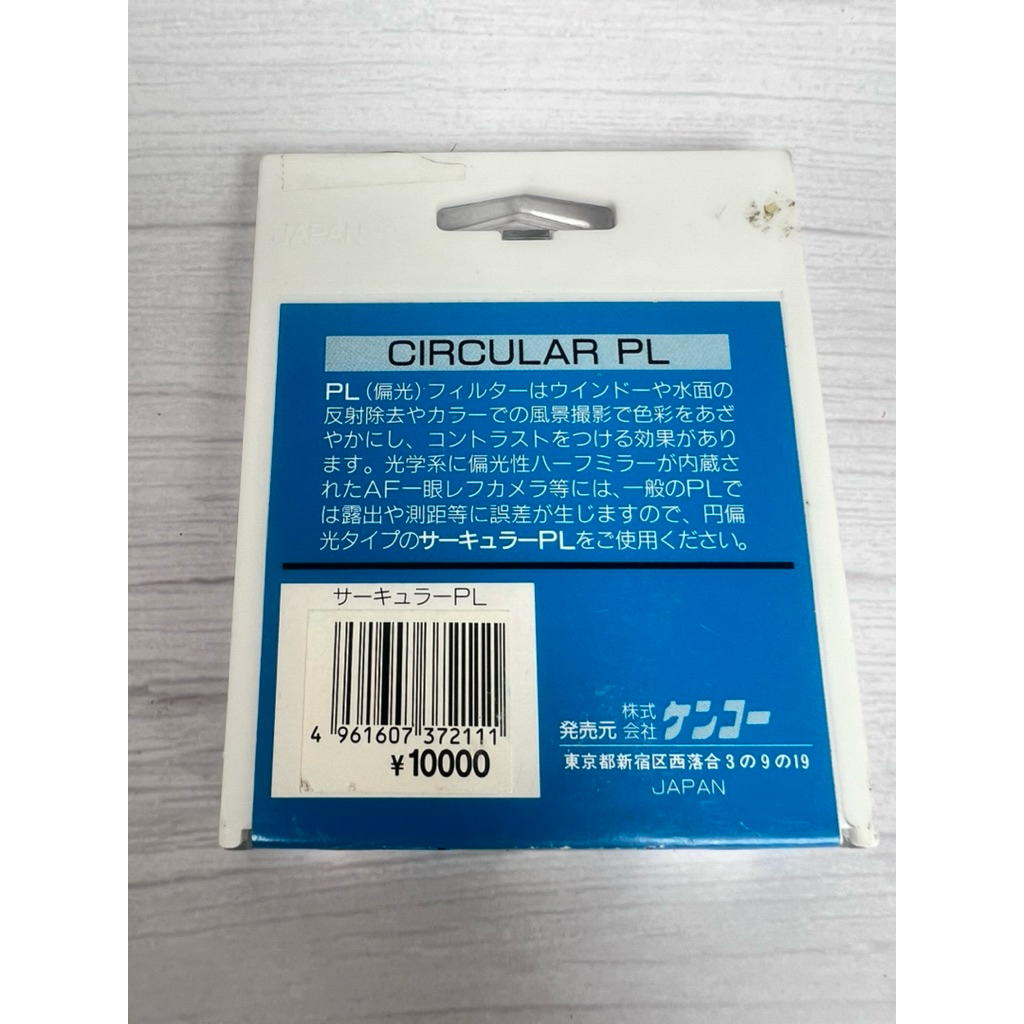 JAPAN
CIRCULAR PL
PL(偏光)フィルターはウインドーや水面の
反射除去やカラーでの風景撮影で色彩をあざ
やかにし、コントラストをつける効果があり
ます。光学系に偏光性ハーフミラーが内蔵さ
れたAF一眼レフカメラ等には、一般のPLで
は露出や測距等に誤差が生じますので、円偏
光タイプのサーキュラーPLをご使用ください。
サーキュラーPL
4 961607 372111
¥10000
発売元 株式会社 ケンコー
東京都新宿区西落合3の9の19
JAPAN